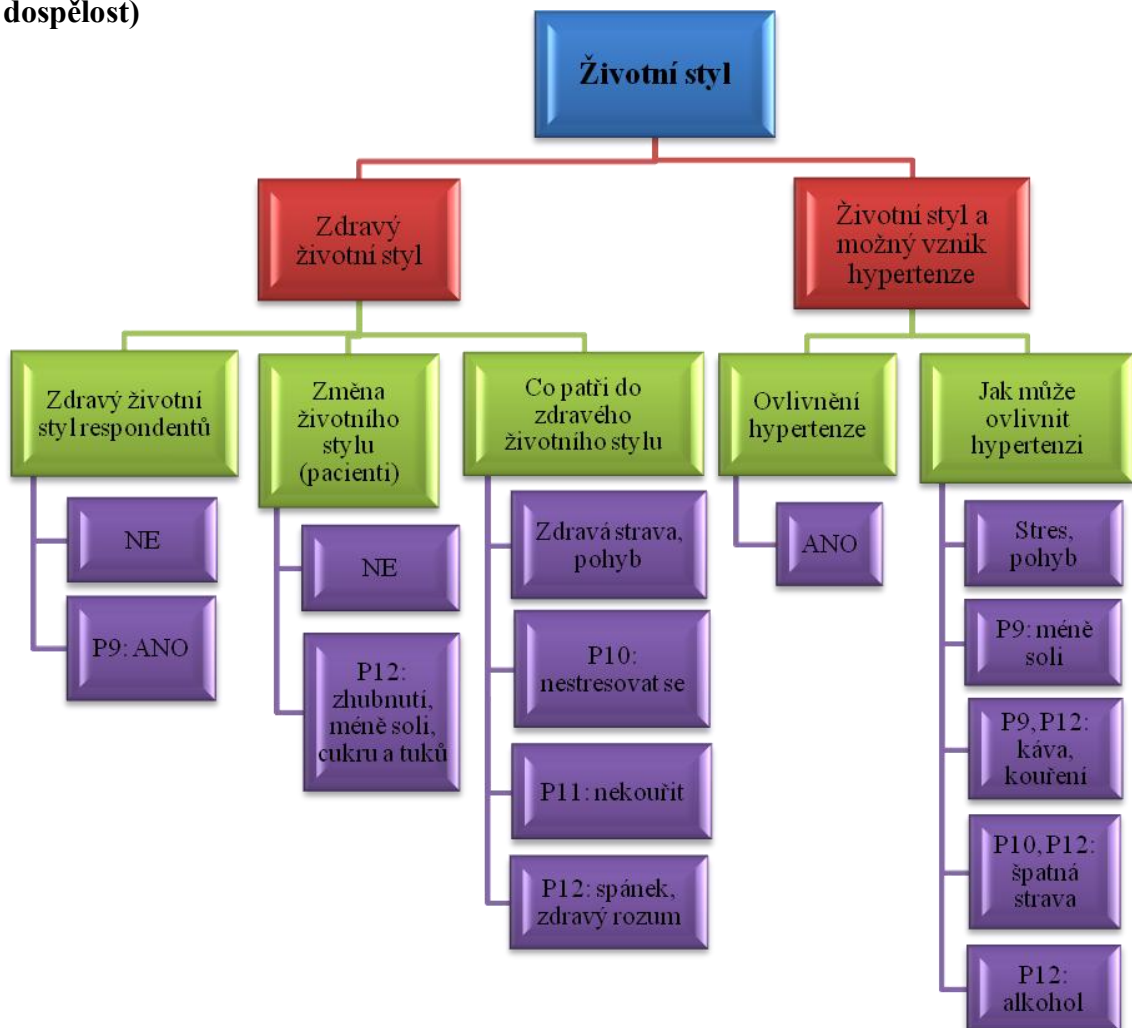 dospělost)
Životní styl
Zdravý
životní styl
Životní styl a
možný vznik
hypertenze
Zdravý životní
styl respondentů
NE
P9: ANO
Změna
životního
stylu
(pacienti)
NE
P12:
zhubnutí,
méně soli,
cukru a tuků
Co patří do
zdravého
životního stylu
Zdravá strava,
pohyb
P10:
nestresovat se
P11: nekouřit
P12: spánek,
zdravý rozum
Ovlivnění
hypertenze
ANO
Jak může
ovlivnit
hypertenzi
Stres,
pohyb
P9: méně
soli
P9, P12:
káva,
kouření
P10, P12:
špatná
strava
P12:
alkohol